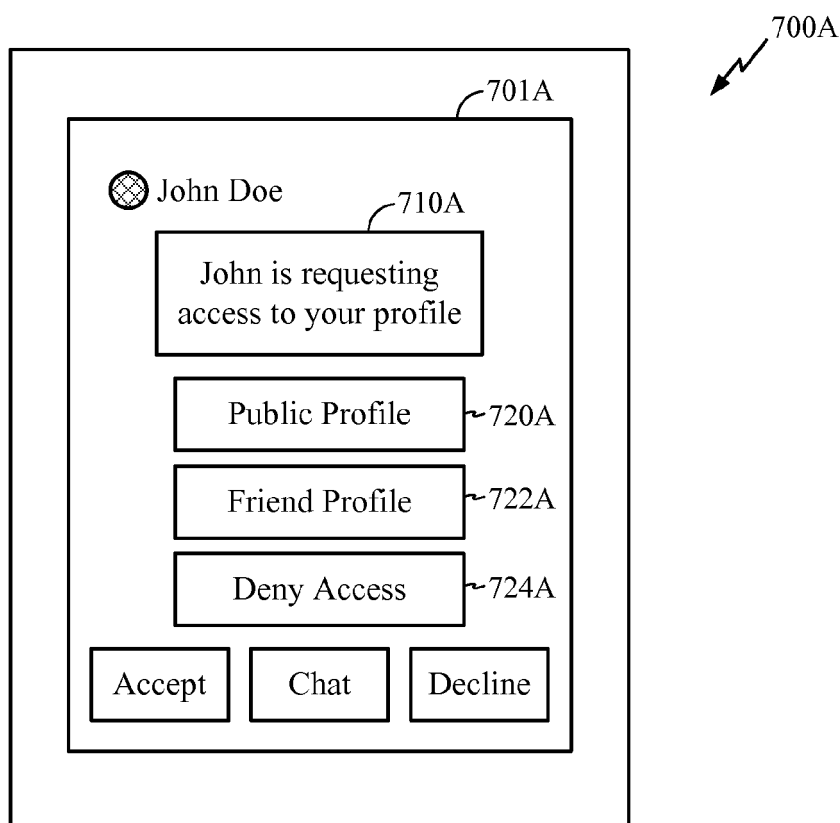 700A
701A
John Doe
710A
John is requesting
access to your profile
Public Profile
720A
Friend Profile
722A
Deny Access
724A
Accept
Chat
Decline